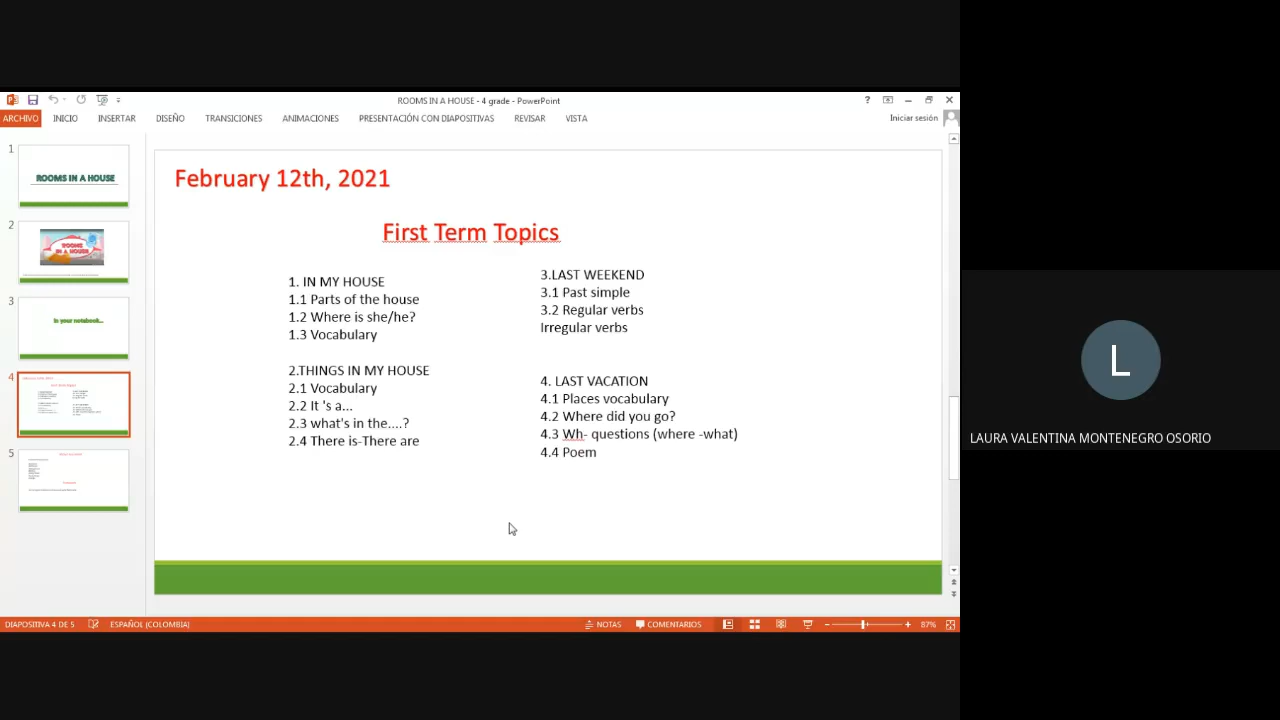 ROOMS IN A HOUSE - 4 grade - PowerPoint
ARCHIVO INICIO INSERTAR DISEÑO TRANSICIONES ANIMACIONES PRESENTACIÓN CON DIAPOSITIVAS REVISAR VISTA Iniciar sesión
1
ROOMS IN A HOUSE
2
ROOMS
IN A HOUSE
3
In your notebook...
4
5
February 12th, 2021
First Term Topics
1. IN MY HOUSE
1.1 Parts of the house
1.2 Where is she/he?
1.3 Vocabulary
2.THINGS IN MY HOUSE
2.1 Vocabulary
2.2 It 's a...
2.3 what's in the....?
2.4 There is-There are
3.LAST WEEKEND
3.1 Past simple
3.2 Regular verbs
Irregular verbs
4. LAST VACATION
4.1 Places vocabulary
4.2 Where did you go?
4.3 Wh- questions (where -what)
4.4 Poem
DIAPOSITIVA 4 DE 5 ESPAÑOL (COLOMBIA) NOTAS COMENTARIOS 87%
L
LAURA VALENTINA MONTENEGRO OSORIO